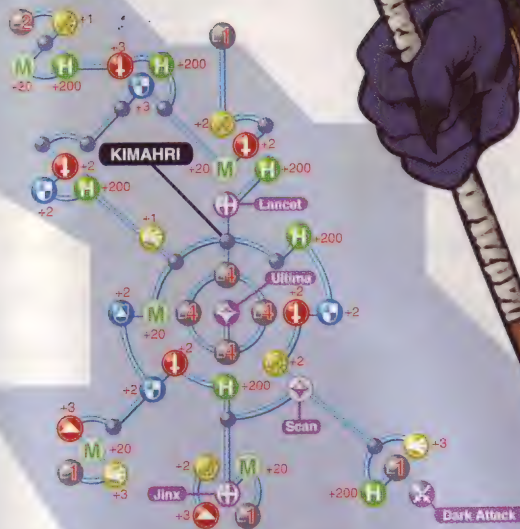 L2 +1
+3 L1
M H H +200
+20 +200
+3
+2
+2
KIMAHRI
+2 +20 M H +200
H +200
+2
Lancet
+1
H +200
L4 Ultima
+2
L4 L4 +2 +2
M
+20
L4 +2
+2
+2 H +200
Scan
+3
M +20
+3
L1 +2 M +20
L1
+3
Jinx
+200 H
+3 L1
Dark Attack